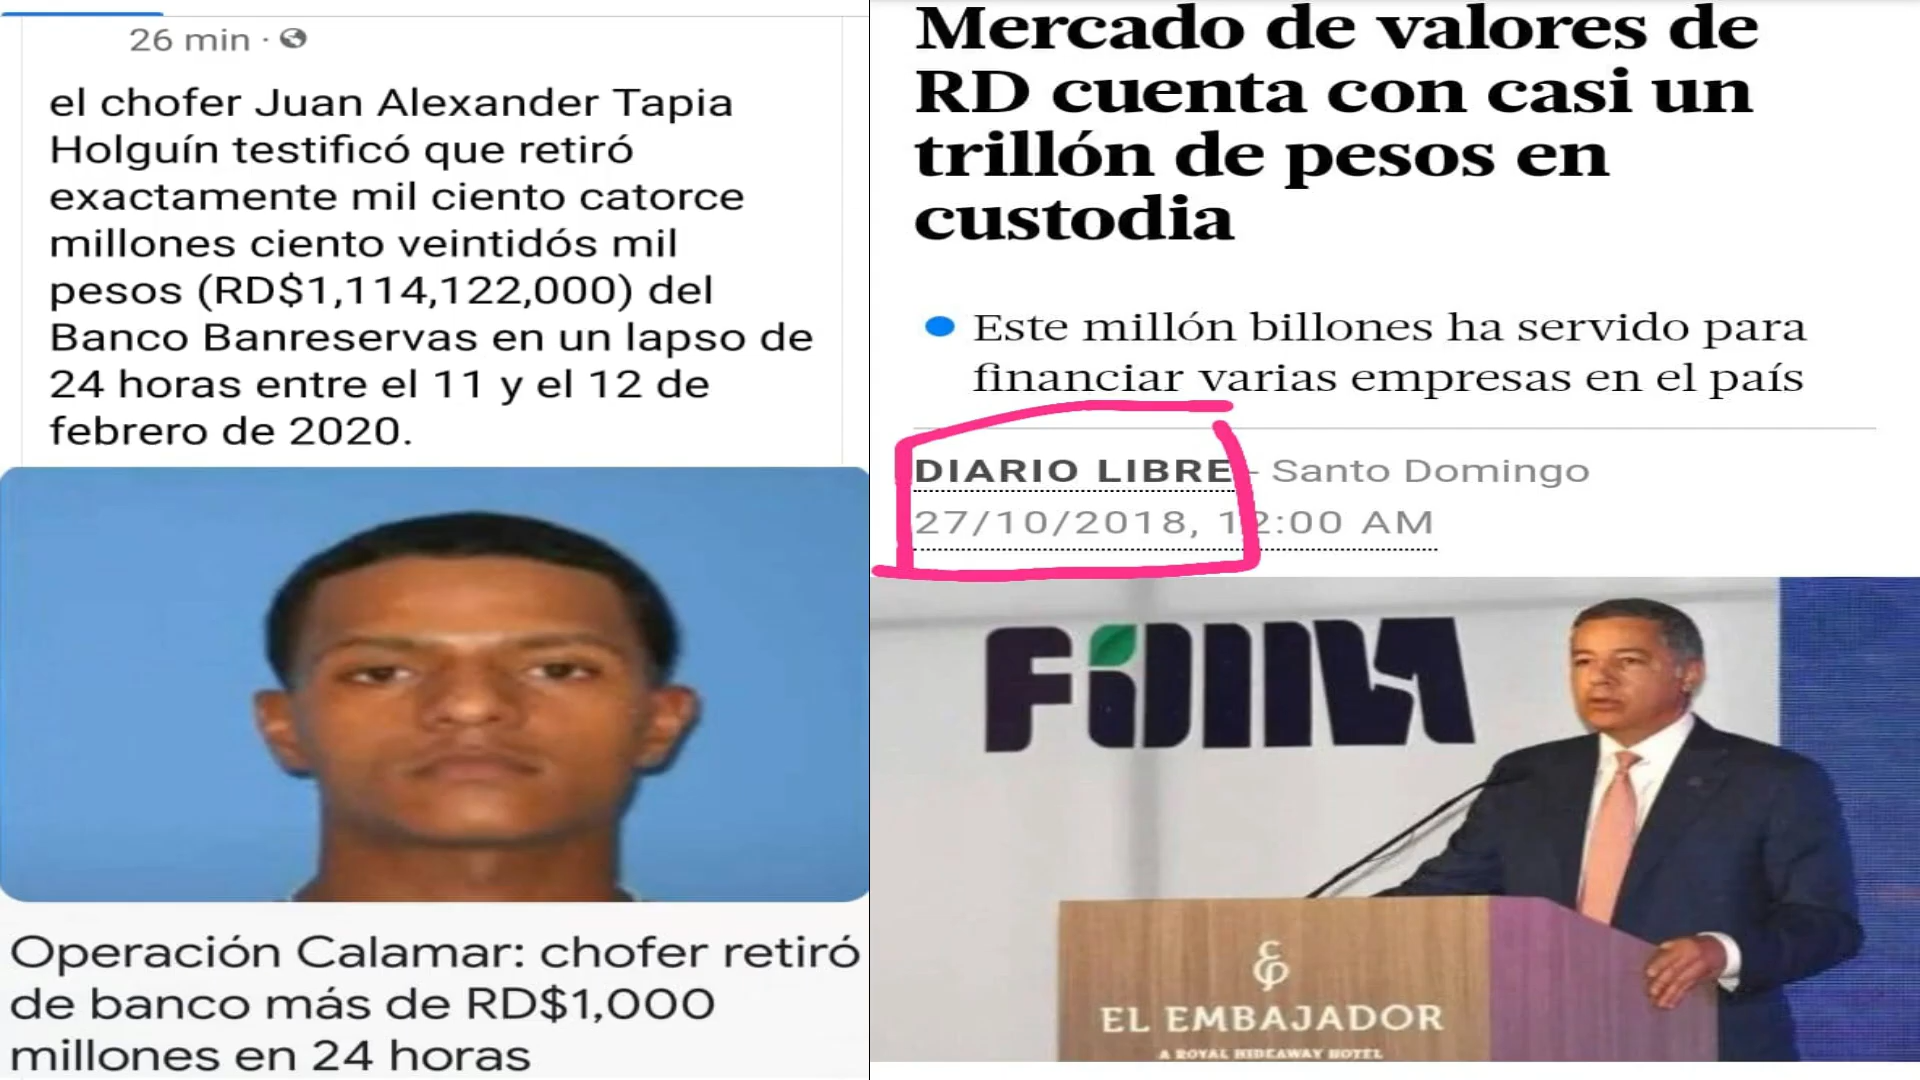 26 min ·
el chofer Juan Alexander Tapia
Holguín testificó que retiró
exactamente mil ciento catorce
millones ciento veintidós mil
pesos (RD$1,114,122,000) del
Banco Banreservas en un lapso de
24 horas entre el 11 y el 12 de
febrero de 2020.
Operación Calamar: chofer retiró
de banco más de RD$1,000
millones en 24 horas
Mercado de valores de
RD cuenta con casi un
trillón de pesos en
custodia
Este millón billones ha servido para
financiar varias empresas en el país
DIARIO LIBRE - Santo Domingo
27/10/2018, 12:00 AM
EL EMBAJADOR
A ROYAL HIDEAWAY HOTEL